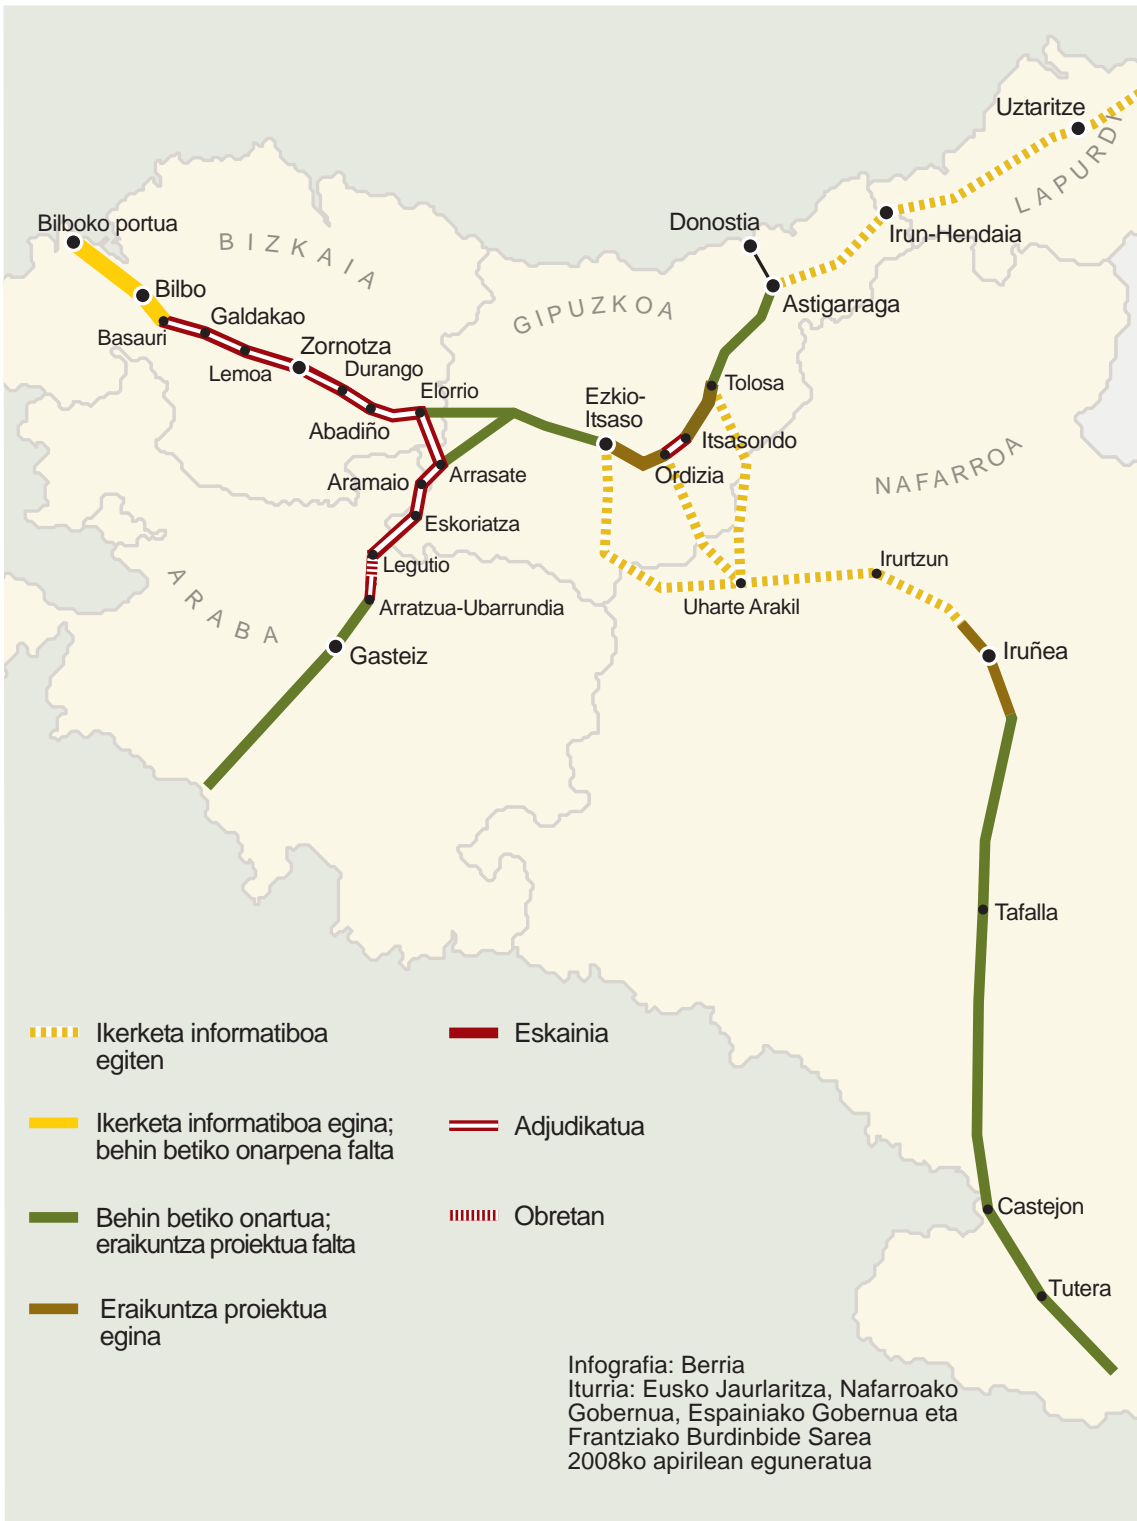 Uztaritze
LAPURDI
Bilboko portua
BIZKAIA
Donostia
Irun-Hendaia
Bilbo
GIPUZKOA
Astigarraga
Galdakao
Basauri
Zornotza
Lemoa
Durango
Elorrio
Tolosa
Ezkio-
Itsaso
Abadiño
Itsasondo
Arrasate
Ordizia
NAFARROA
Aramaio
Eskoriatza
Legutio
Irurtzun
ARABA
Arratzua-Ubarrundia
Uharte Arakil
Gasteiz
Iruñea
Tafalla
Ikerketa informatiboa
egiten
Ikerketa informatiboa egina;
behin betiko onarpena falta
Behin betiko onartua;
eraikuntza proiektua falta
Eraikuntza proiektua
egina
Eskainia
Adjudikatua
Obretan
Castejon
Tutera
Infografia: Berria
Iturria: Eusko Jaurlaritza, Nafarroako
Gobernua, Espainiako Gobernua eta
Frantziako Burdinbide Sarea
2008ko apirilean eguneratua